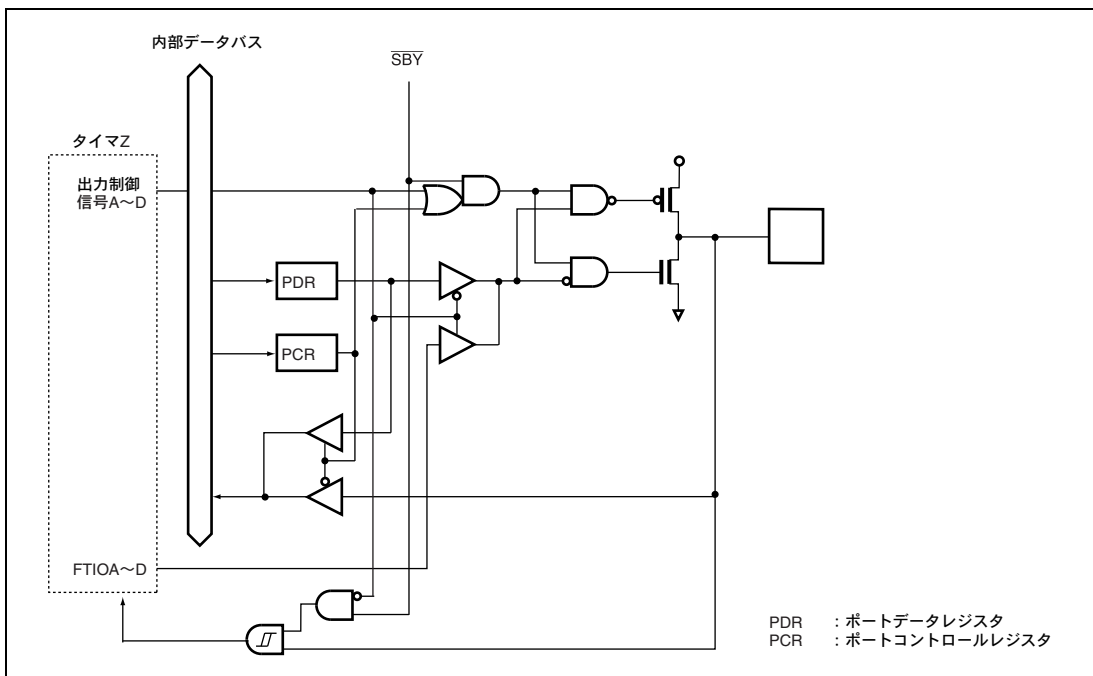 内部データバス
SBY
タイマZ
出力制御
信号A～D
PDR
PCR
FTIOA～D
PDR :ポートデータレジスタ
PCR :ポートコントロールレジスタ